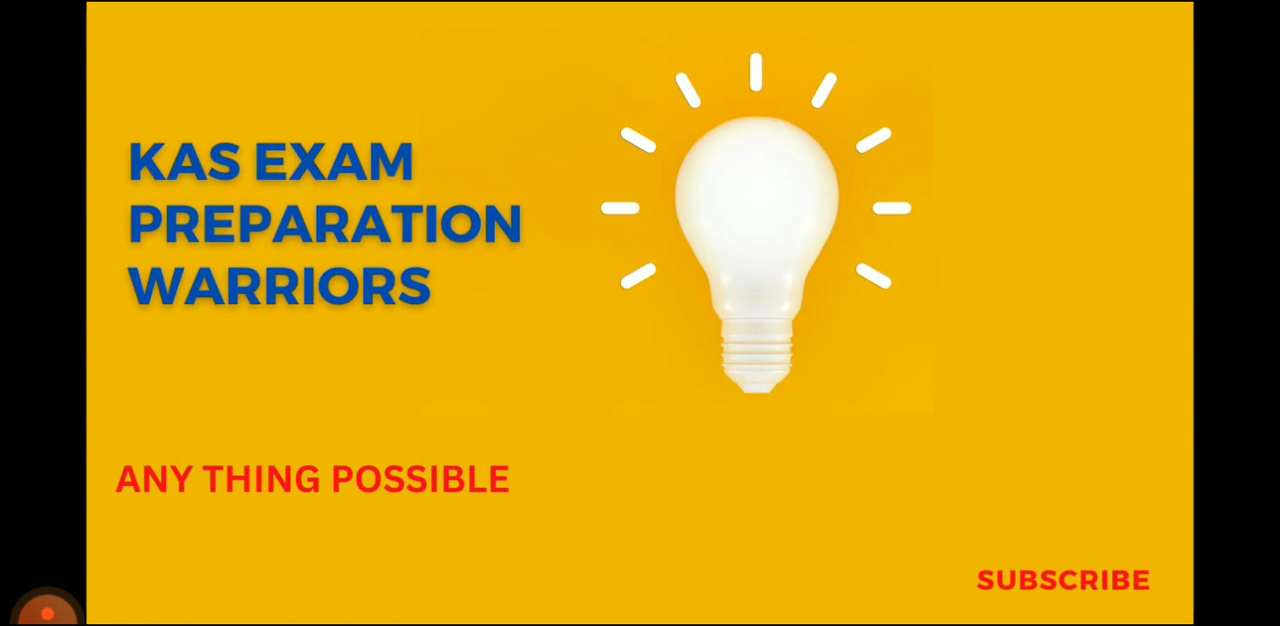 KAS EXAM
PREPARATION
WARRIORS
ANY THING POSSIBLE
SUBSCRIBE